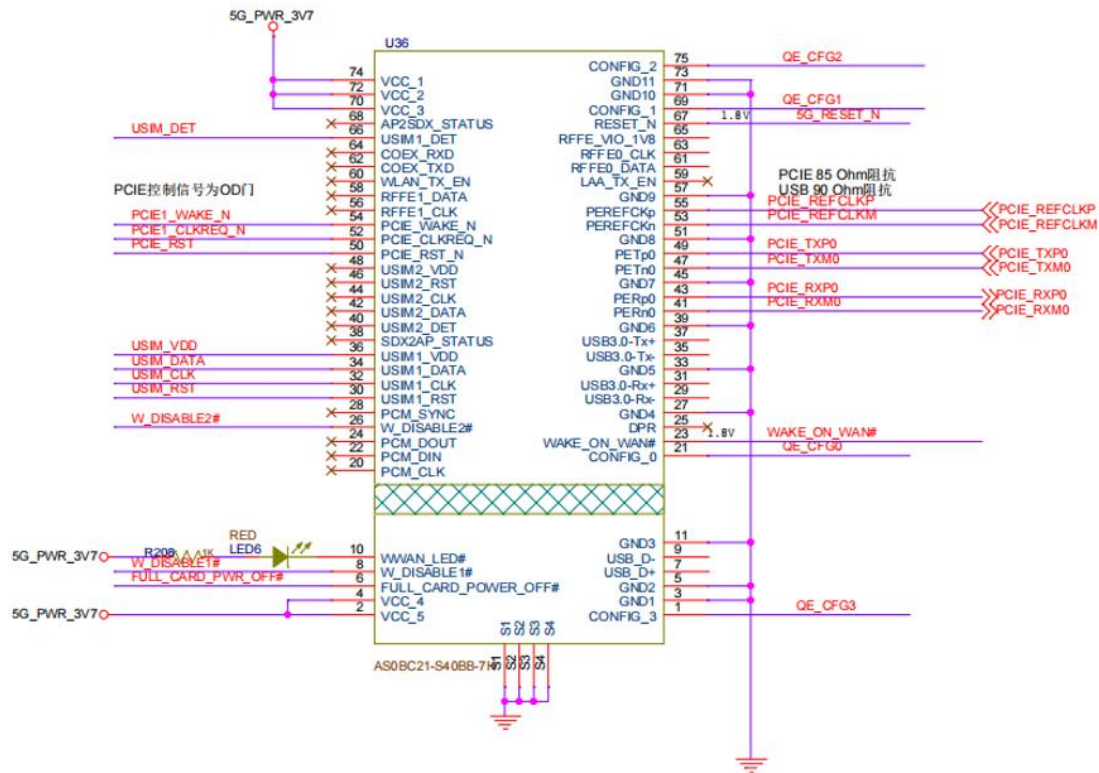 5G_PWR_3V7
U36
74 VCC_1
72 VCC_2
70 VCC_3
68 AP2SDX_STATUS
USIM_DET 66 USIM1_DET
64 COEX_RXD
62 COEX_TXD
60 WLAN_TX_EN
PCIE控制信号为OD门
58 RFFE1_DATA
56 RFFE1_CLK
PCIE1_WAKE_N 54 PCIE_WAKE_N
PCIE1_CLKREQ_N 52 PCIE_CLKREQ_N
PCIE_RST 50 PCIE_RST_N
48 USIM2_VDD
46 USIM2_RST
44 USIM2_CLK
42 USIM2_DATA
40 USIM2_DET
38 SDX2AP_STATUS
USIM_VDD 36 USIM1_VDD
USIM_DATA 34 USIM1_DATA
USIM_CLK 32 USIM1_CLK
USIM_RST 30 USIM1_RST
28 PCM_SYNC
W_DISABLE2# 26 W_DISABLE2#
24 PCM_DOUT
22 PCM_DIN
20 PCM_CLK
RED
5G_PWR_3V7 R208 1K LED6 10 WWAN_LED#
W_DISABLE1# 8 W_DISABLE1#
FULL_CARD_PWR_OFF# 6 FULL_CARD_POWER_OFF#
4 VCC_4
5G_PWR_3V7 2 VCC_5
CONFIG_2 75 QE_CFG2
GND11 73
GND10 71
CONFIG_1 69 QE_CFG1
RESET_N 67 1.8V 5G_RESET_N
RFFE_VIO_1V8 65
RFFE0_CLK 63
RFFE0_DATA 61
LAA_TX_EN 59
PCIE 85 Ohm阻抗
USB 90 Ohm阻抗
GND9 57
PEREFCKp 55 PCIE_REFCLKP PCIE_REFCLKP
PEREFCKn 53 PCIE_REFCLKM PCIE_REFCLKM
GND8 51
PETp0 49 PCIE_TXP0 PCIE_TXP0
PETn0 47 PCIE_TXM0 PCIE_TXM0
GND7 45
PERp0 43 PCIE_RXP0 PCIE_RXP0
PERn0 41 PCIE_RXM0 PCIE_RXM0
GND6 39
USB3.0-Tx+ 37
USB3.0-Tx- 35
GND5 33
USB3.0-Rx+ 31
USB3.0-Rx- 29
GND4 27
DPR 25
WAKE_ON_WAN# 23 1.8V WAKE_ON_WAN#
CONFIG_0 21 QE_CFG0
GND3 11
USB_D- 9
USB_D+ 7
GND2 5
GND1 3
CONFIG_3 1 QE_CFG3
S1 S2 S3 S4
S1 S2 S3 S4